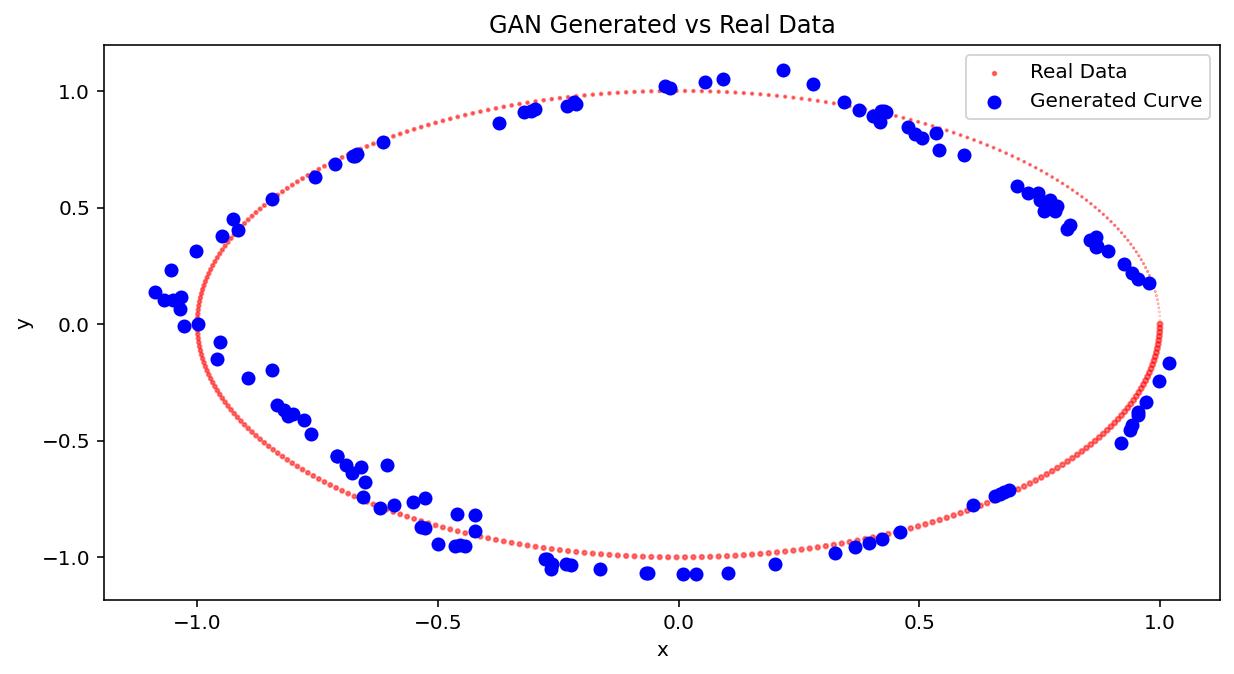 GAN Generated vs Real Data
Real Data
Generated Curve
1.0
0.5
0.0
−0.5
−1.0
y
−1.0 −0.5 0.0 0.5 1.0
x